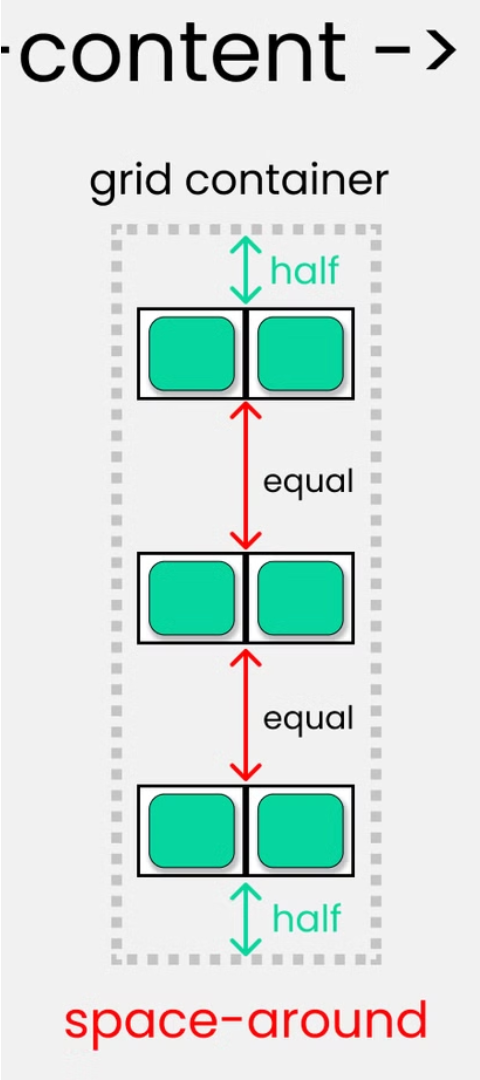 -content ->
grid container
half
equal
equal
half
space-around